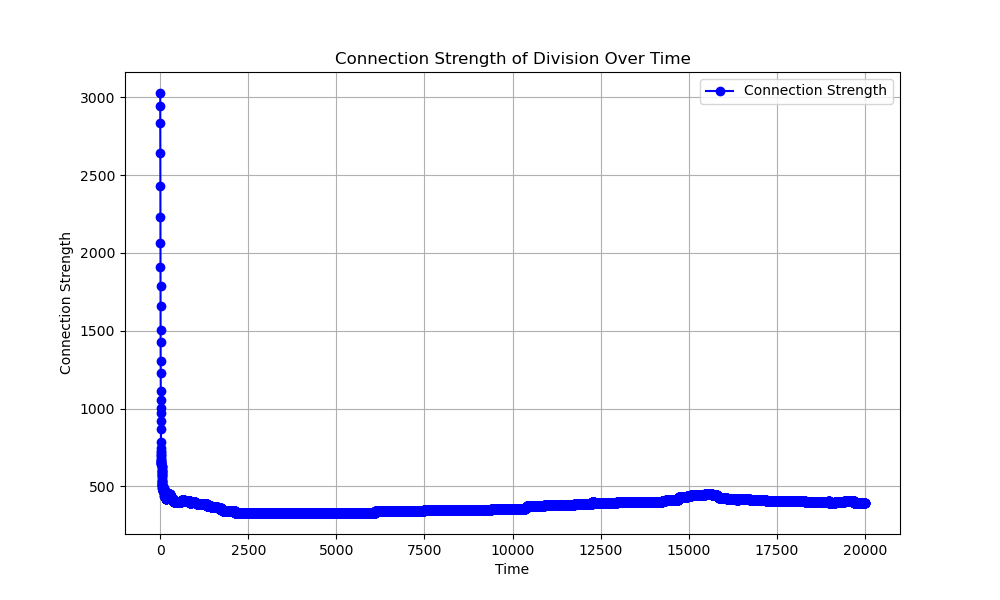 Connection Strength of Division Over Time
Connection Strength
3000
2500
2000
1500
1000
500
Connection Strength
0 2500 5000 7500 10000 12500 15000 17500 20000
Time